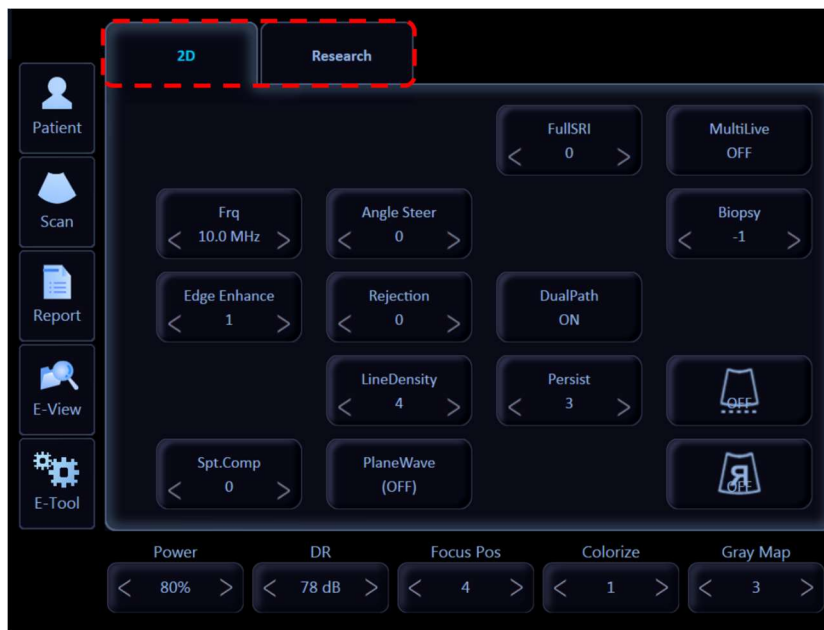 2D
Research
Patient
Scan
Report
E-View
E-Tool
FullSRI
< 0 >
MultiLive
OFF
Frq
< 10.0 MHz >
Angle Steer
< 0 >
Biopsy
< -1 >
Edge Enhance
< 1 >
Rejection
< 0 >
DualPath
ON
LineDensity
< 4 >
Persist
< 3 >
OFF
Spt.Comp
< 0 >
PlaneWave
(OFF)
OFF
Power
< 80% >
DR
< 78 dB >
Focus Pos
< 4 >
Colorize
< 1 >
Gray Map
< 3 >